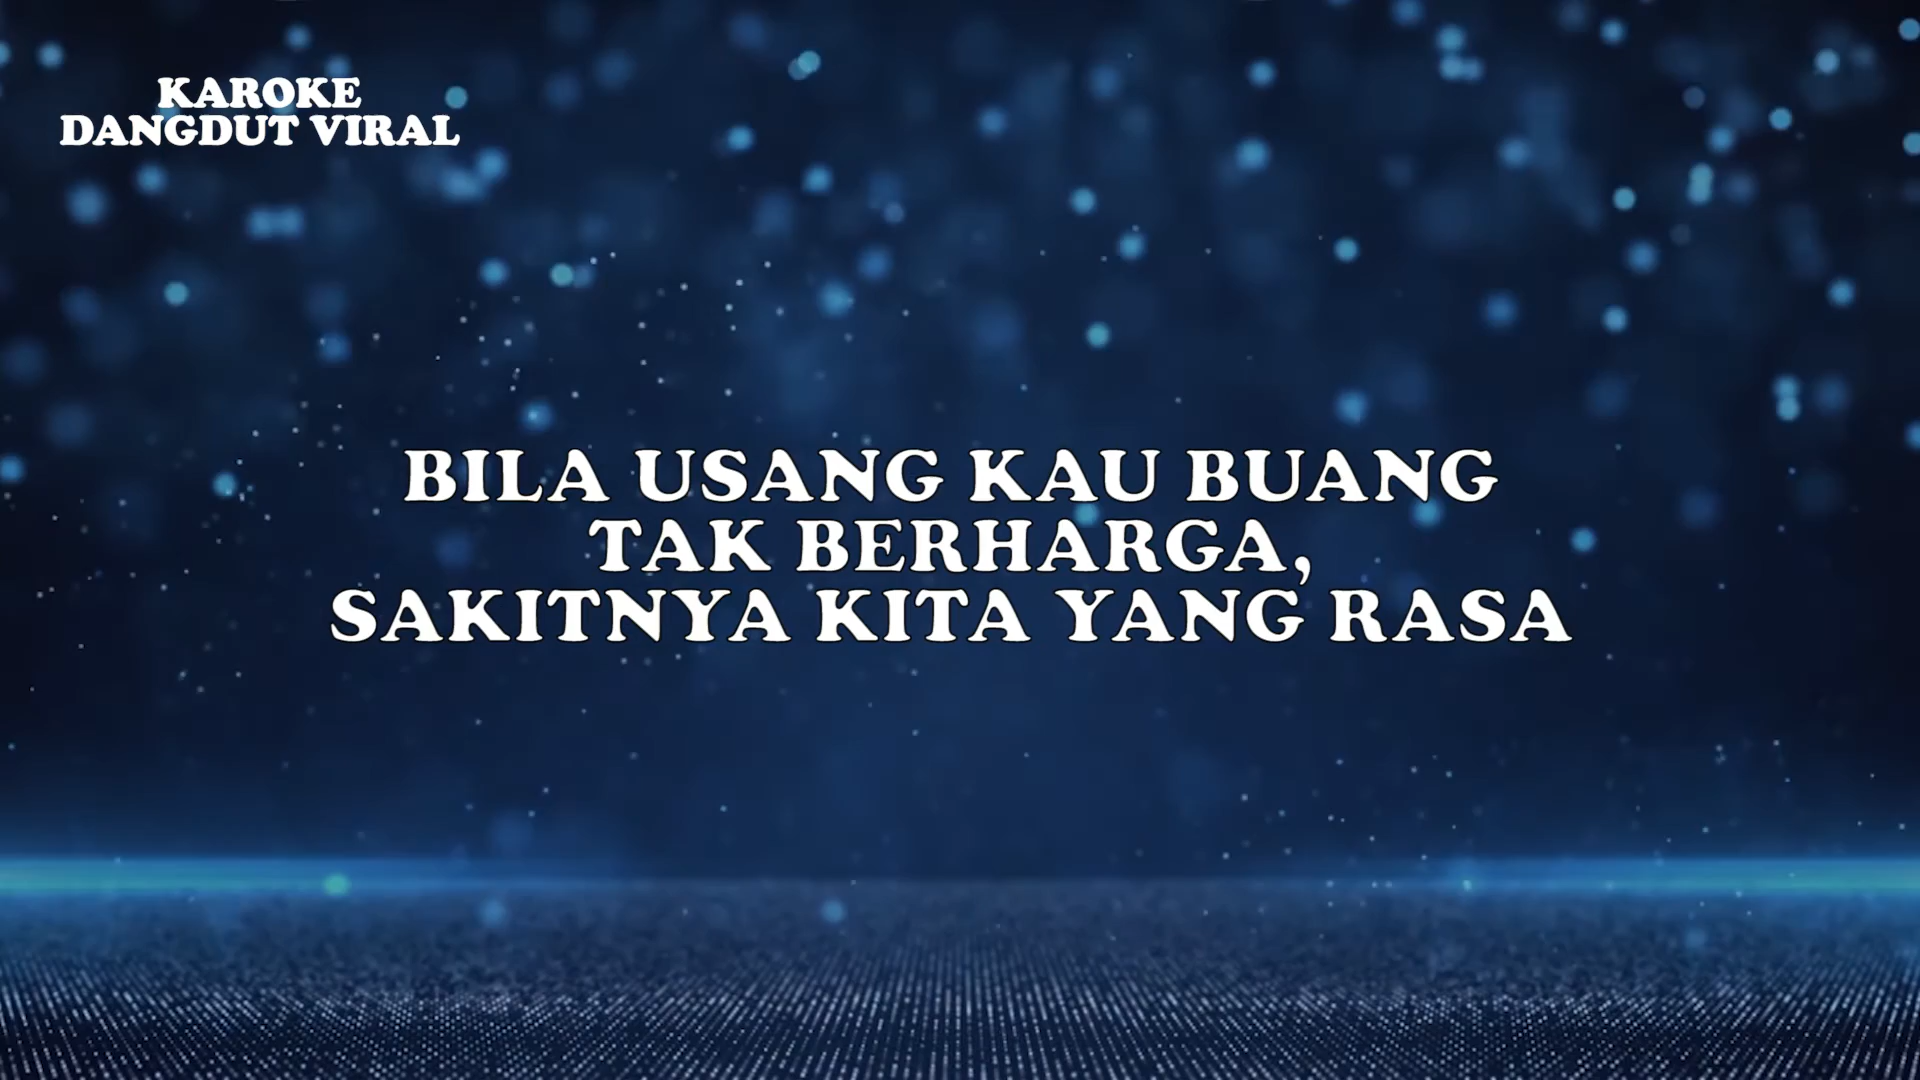 KAROKE
DANGDUT VIRAL
BILA USANG KAU BUANG
TAK BERHARGA,
SAKITNYA KITA YANG RASA